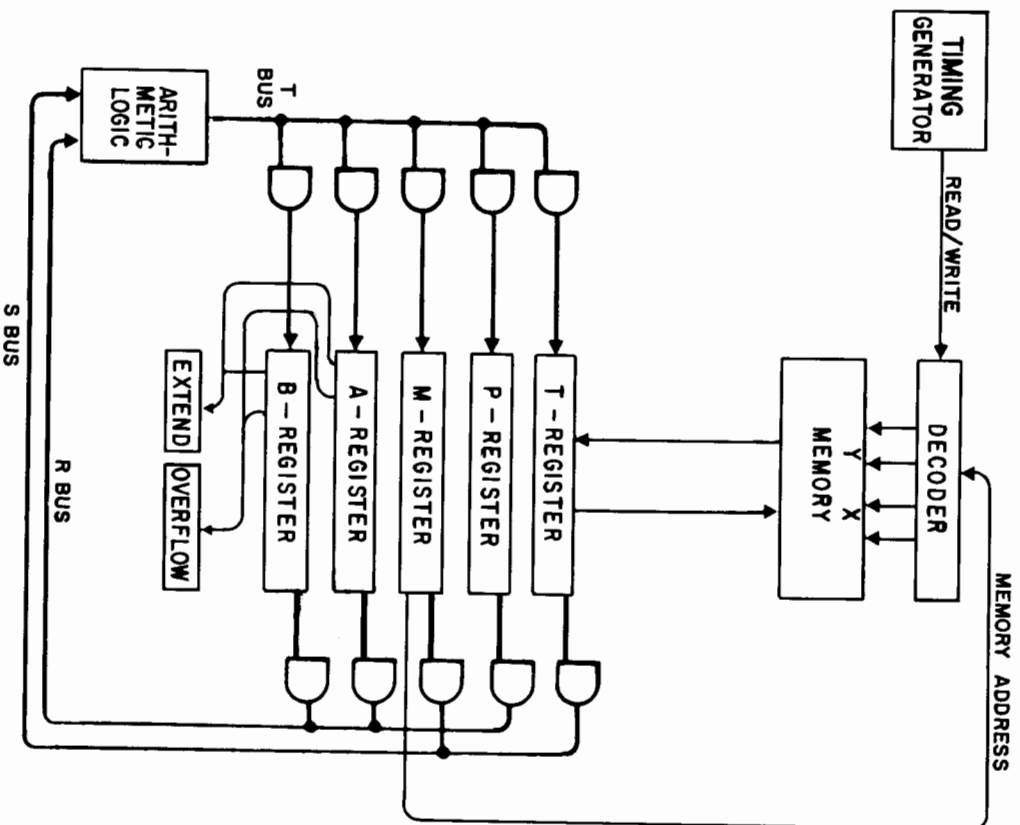 TIMING
GENERATOR
READ/WRITE
DECODER
MEMORY ADDRESS
Y X
MEMORY
T-REGISTER
P-REGISTER
M-REGISTER
A-REGISTER
B-REGISTER
EXTEND
OVERFLOW
T
BUS
ARITH-
METIC
LOGIC
R BUS
S BUS